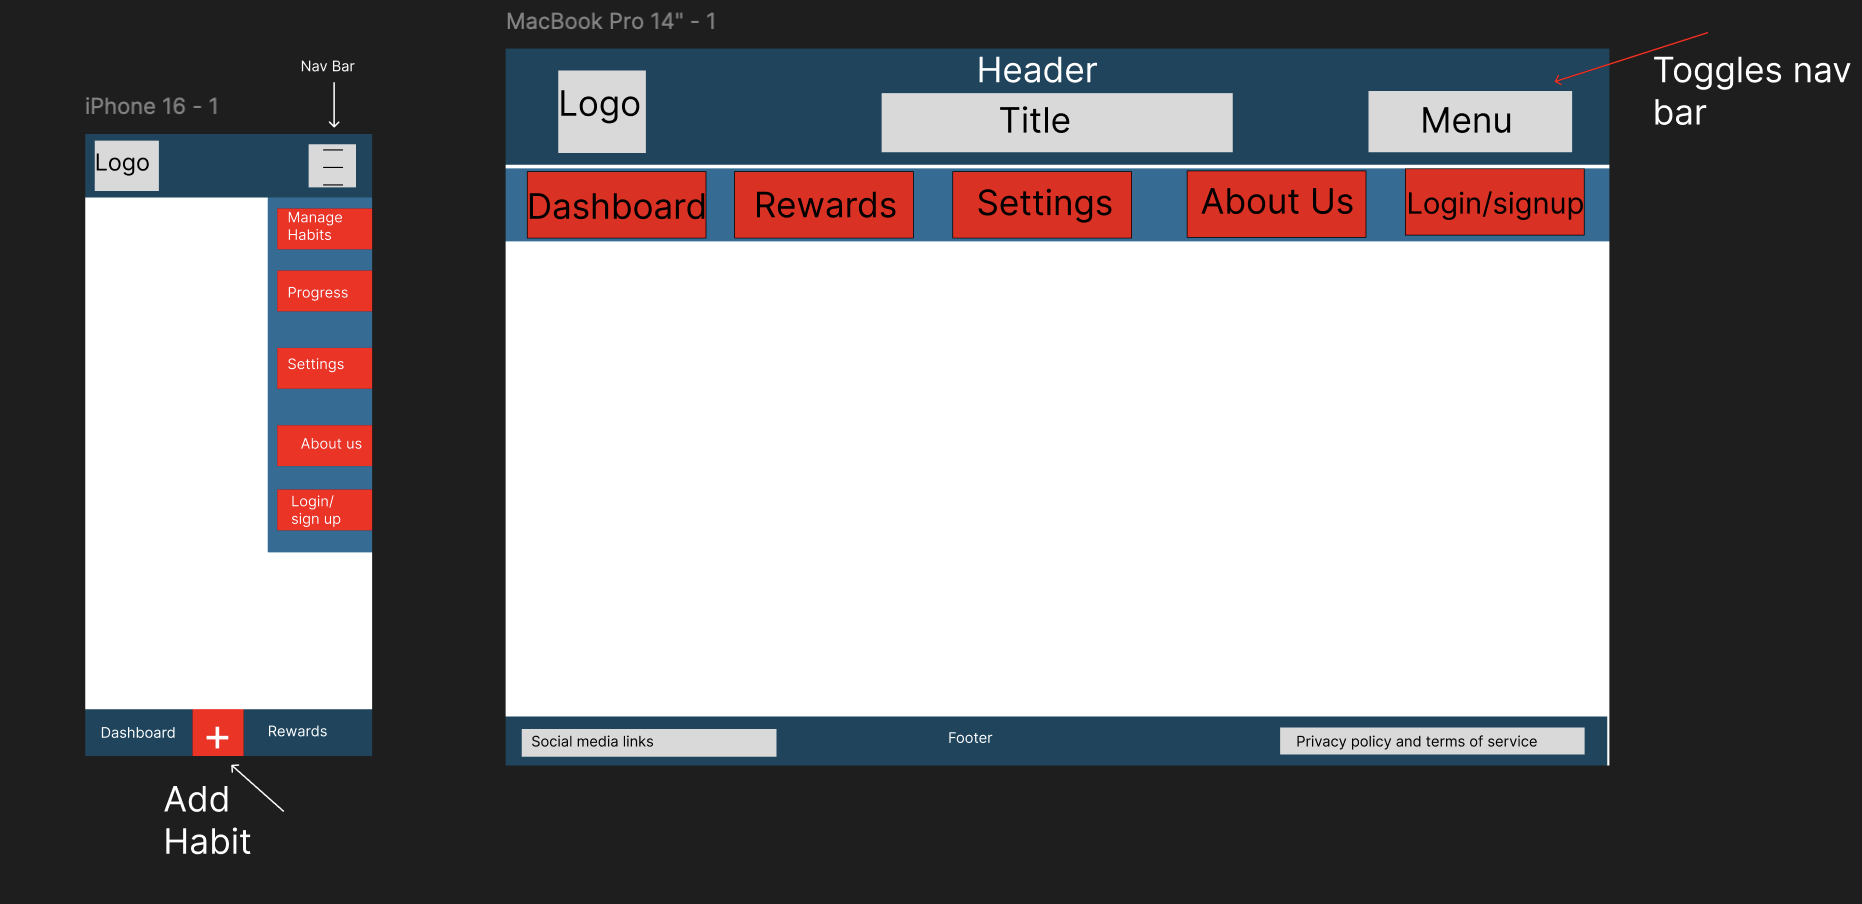 MacBook Pro 14" - 1
Nav Bar
iPhone 16 - 1
Logo
Manage
Habits
Progress
Settings
About us
Login/
sign up
Dashboard
+
Rewards
Add
Habit
Header
Logo
Title
Menu
Toggles nav
bar
Dashboard
Rewards
Settings
About Us
Login/signup
Social media links
Footer
Privacy policy and terms of service